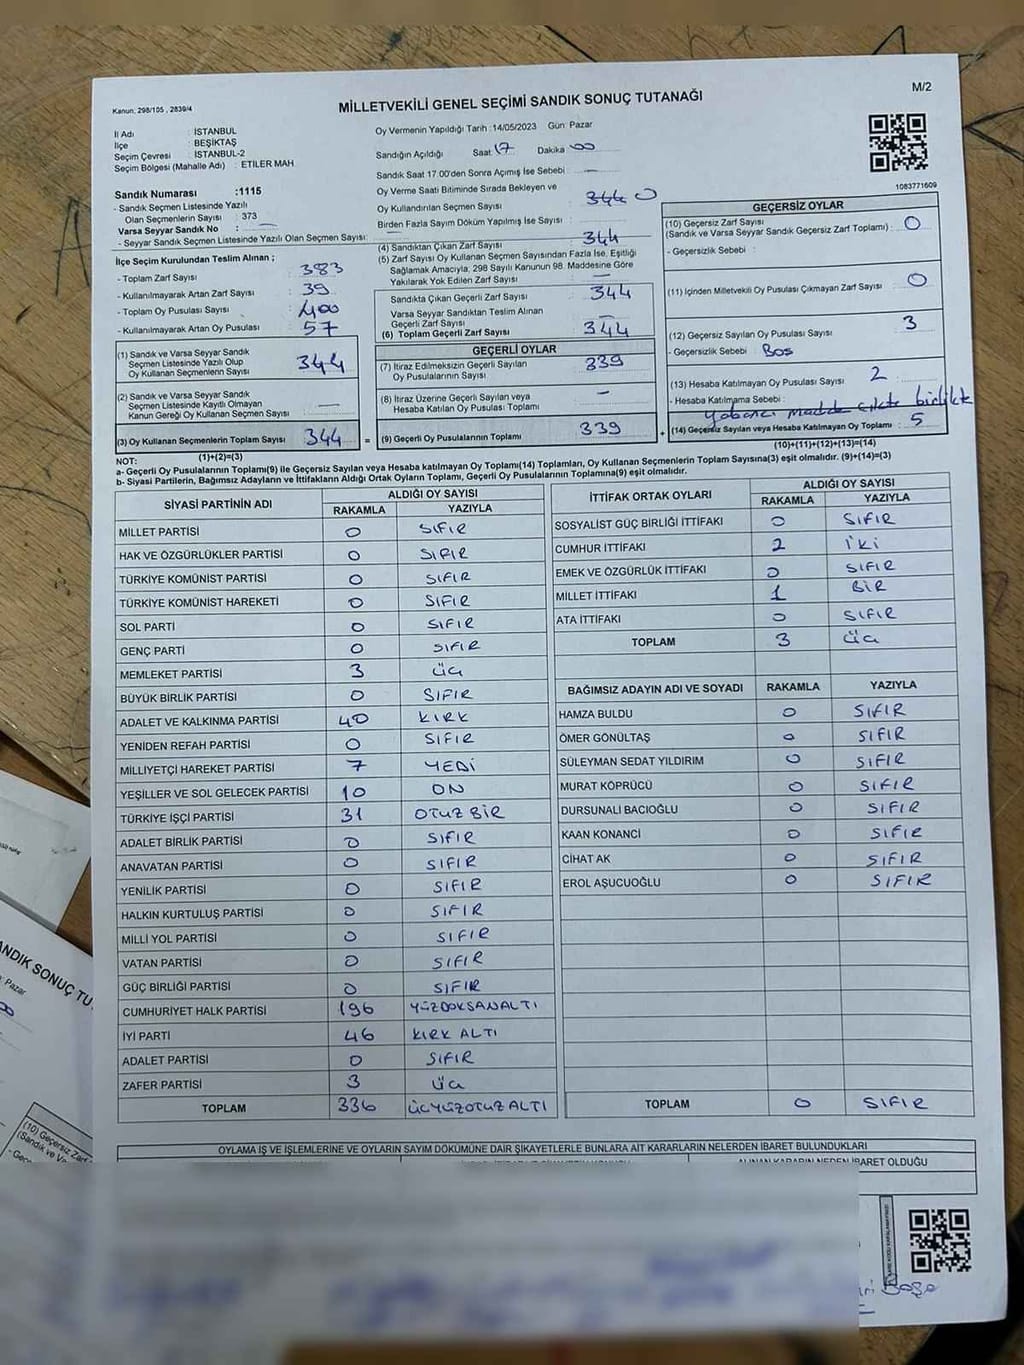 M/2
Kanun: 298/105 , 2839/4
MİLLETVEKİLİ GENEL SEÇİMİ SANDIK SONUÇ TUTANAĞI
İl Adı : İSTANBUL
İlçe : BEŞİKTAŞ
Seçim Çevresi : İSTANBUL-2
Seçim Bölgesi (Mahalle Adı) : ETİLER MAH
Sandık Numarası :1115
- Sandık Seçmen Listesinde Yazılı
Olan Seçmenlerin Sayısı : 373
Varsa Seyyar Sandık No : —
- Seyyar Sandık Seçmen Listesinde Yazılı Olan Seçmen Sayısı:
İlçe Seçim Kurulundan Teslim Alınan ;
- Toplam Zarf Sayısı : 383
- Kullanılmayarak Artan Zarf Sayısı : 39
- Toplam Oy Pusulası Sayısı : 400
- Kullanılmayarak Artan Oy Pusulası : 57
(1) Sandık ve Varsa Seyyar Sandık
Seçmen Listesinde Yazılı Olup
Oy Kullanan Seçmenlerin Sayısı : 344
(2) Sandık ve Varsa Seyyar Sandık
Seçmen Listesinde Kayıtlı Olmayan
Kanun Gereği Oy Kullanan Seçmen Sayısı : —
(3) Oy Kullanan Seçmenlerin Toplam Sayısı : 344 =
(1)+(2)=(3)
Oy Vermenin Yapıldığı Tarih :14/05/2023 Gün: Pazar
Sandığın Açıldığı Saat: 17 Dakika : 00
Sandık Saat 17.00'den Sonra Açımış İse Sebebi : —
Oy Verme Saati Bitiminde Sırada Bekleyen ve
Oy Kullandırılan Seçmen Sayısı : 344 0
Birden Fazla Sayım Döküm Yapılmış İse Sayısı :
(4) Sandıktan Çıkan Zarf Sayısı : 344
(5) Zarf Sayısı Oy Kullanan Seçmen Sayısından Fazla İse, Eşitliği
Sağlamak Amacıyla; 298 Sayılı Kanunun 98. Maddesine Göre
Yakılarak Yok Edilen Zarf Sayısı : —
Sandıkta Çıkan Geçerli Zarf Sayısı : 344
Varsa Seyyar Sandıktan Teslim Alınan
Geçerli Zarf Sayısı : —
(6) Toplam Geçerli Zarf Sayısı : 344
GEÇERLİ OYLAR
(7) İtiraz Edilmeksizin Geçerli Sayılan
Oy Pusulalarının Sayısı : 339
(8) İtiraz Üzerine Geçerli Sayılan veya
Hesaba Katılan Oy Pusulası Toplamı : —
(9) Geçerli Oy Pusulalarının Toplamı : 339 +
1083771609
GEÇERSİZ OYLAR
(10) Geçersiz Zarf Sayısı
(Sandık ve Varsa Seyyar Sandık Geçersiz Zarf Toplamı) : 0
- Geçersizlik Sebebi :
(11) İçinden Milletvekili Oy Pusulası Çıkmayan Zarf Sayısı : 0
(12) Geçersiz Sayılan Oy Pusulası Sayısı : 3
- Geçersizlik Sebebi : Boş
(13) Hesaba Katılmayan Oy Pusulası Sayısı : 2
- Hesaba Katılmama Sebebi : yabancı madde birlikte
(14) Geçersiz Sayılan veya Hesaba Katılmayan Oy Toplamı : 5
(10)+(11)+(12)+(13)=(14)
NOT:
a- Geçerli Oy Pusulalarının Toplamı(9) ile Geçersiz Sayılan veya Hesaba katılmayan Oy Toplamı(14) Toplamları, Oy Kullanan Seçmenlerin Toplam Sayısına(3) eşit olmalıdır. (9)+(14)=(3)
b- Siyasi Partilerin, Bağımsız Adayların ve İttifakların Aldığı Ortak Oyların Toplamı, Geçerli Oy Pusulalarının Toplamına(9) eşit olmalıdır.
SİYASİ PARTİNİN ADI ALDIĞI OY SAYISI
RAKAMLA YAZIYLA
MİLLET PARTİSİ 0 SIFIR
HAK VE ÖZGÜRLÜKLER PARTİSİ 0 SIFIR
TÜRKİYE KOMÜNİST PARTİSİ 0 SIFIR
TÜRKİYE KOMÜNİST HAREKETİ 0 SIFIR
SOL PARTİ 0 SIFIR
GENÇ PARTİ 0 SIFIR
MEMLEKET PARTİSİ 3 ÜÇ
BÜYÜK BİRLİK PARTİSİ 0 SIFIR
ADALET VE KALKINMA PARTİSİ 40 KIRK
YENİDEN REFAH PARTİSİ 0 SIFIR
MİLLİYETÇİ HAREKET PARTİSİ 7 YEDİ
YEŞİLLER VE SOL GELECEK PARTİSİ 10 ON
TÜRKİYE İŞÇİ PARTİSİ 31 OTUZ BİR
ADALET BİRLİK PARTİSİ 0 SIFIR
ANAVATAN PARTİSİ 0 SIFIR
YENİLİK PARTİSİ 0 SIFIR
HALKIN KURTULUŞ PARTİSİ 0 SIFIR
MİLLİ YOL PARTİSİ 0 SIFIR
VATAN PARTİSİ 0 SIFIR
GÜÇ BİRLİĞİ PARTİSİ 0 SIFIR
CUMHURİYET HALK PARTİSİ 196 YÜZDOKSANALTI
İYİ PARTİ 46 KIRK ALTI
ADALET PARTİSİ 0 SIFIR
ZAFER PARTİSİ 3 ÜÇ
TOPLAM 336 ÜÇYÜZOTUZALTI
İTTİFAK ORTAK OYLARI ALDIĞI OY SAYISI
RAKAMLA YAZIYLA
SOSYALİST GÜÇ BİRLİĞİ İTTİFAKI 0 SIFIR
CUMHUR İTTİFAKI 2 İKİ
EMEK VE ÖZGÜRLÜK İTTİFAKI 0 SIFIR
MİLLET İTTİFAKI 1 BİR
ATA İTTİFAKI 0 SIFIR
TOPLAM 3 ÜÇ
BAĞIMSIZ ADAYIN ADI VE SOYADI RAKAMLA YAZIYLA
HAMZA BULDU 0 SIFIR
ÖMER GÖNÜLTAŞ 0 SIFIR
SÜLEYMAN SEDAT YILDIRIM 0 SIFIR
MURAT KÖPRÜCÜ 0 SIFIR
DURSUNALİ BACIOĞLU 0 SIFIR
KAAN KONANCİ 0 SIFIR
CİHAT AK 0 SIFIR
EROL AŞUCUOĞLU 0 SIFIR
TOPLAM 0 SIFIR
OYLAMA İŞ VE İŞLEMLERİNE VE OYLARIN SAYIM DÖKÜMÜNE DAİR ŞİKAYETLERLE BUNLARA AİT KARARLARIN NELERDEN İBARET BULUNDUKLARI
ALINAN KARARIN NEDEN İBARET OLDUĞU
ANDIK SONUÇ TU
: Pazar
(10) Geçersiz Zarf
(Sandık ve Va
- Geç